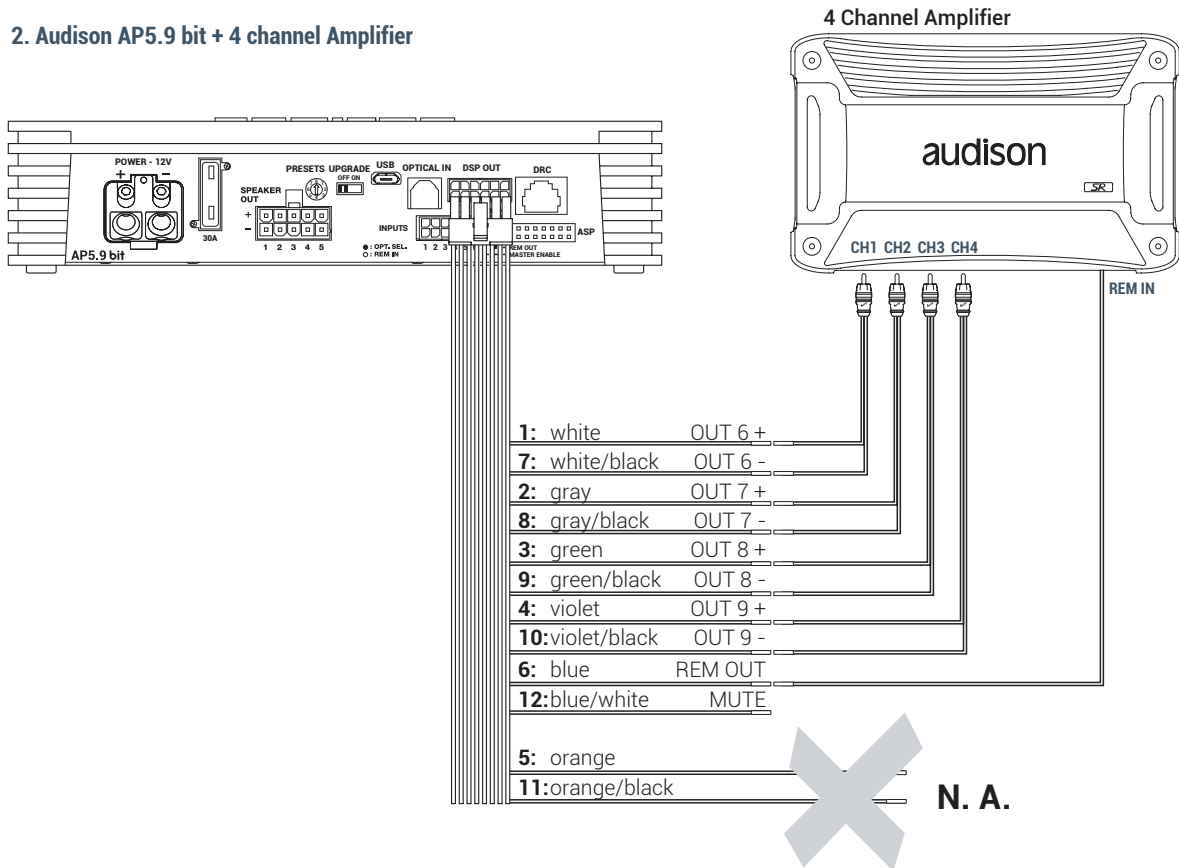 2. Audison AP5.9 bit + 4 channel Amplifier
4 Channel Amplifier
POWER - 12V
+ -
30A
AP5.9 bit
PRESETS UPGRADE USB OPTICAL IN DSP OUT DRC
OFF ON
SPEAKER
OUT
+
-
1 2 3 4 5
INPUTS
1 2 3
ASP
: OPT. SEL.
: REM IN
REM OUT
MASTER ENABLE
audison
SR
CH1 CH2 CH3 CH4
REM IN
1: white OUT 6 +
7: white/black OUT 6 -
2: gray OUT 7 +
8: gray/black OUT 7 -
3: green OUT 8 +
9: green/black OUT 8 -
4: violet OUT 9 +
10: violet/black OUT 9 -
6: blue REM OUT
12: blue/white MUTE
5: orange
11: orange/black
N. A.